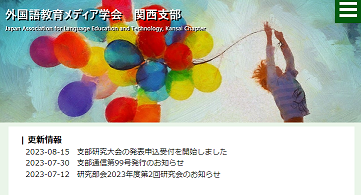 外国語教育メディア学会 関西支部
Japan Association for Language Education and Technology, Kansai Chapter
更新情報
2023-08-15 支部研究大会の発表申込受付を開始しました
2023-07-30 支部通信第99号発行のお知らせ
2023-07-12 研究部会2023年度第2回研究会のお知らせ